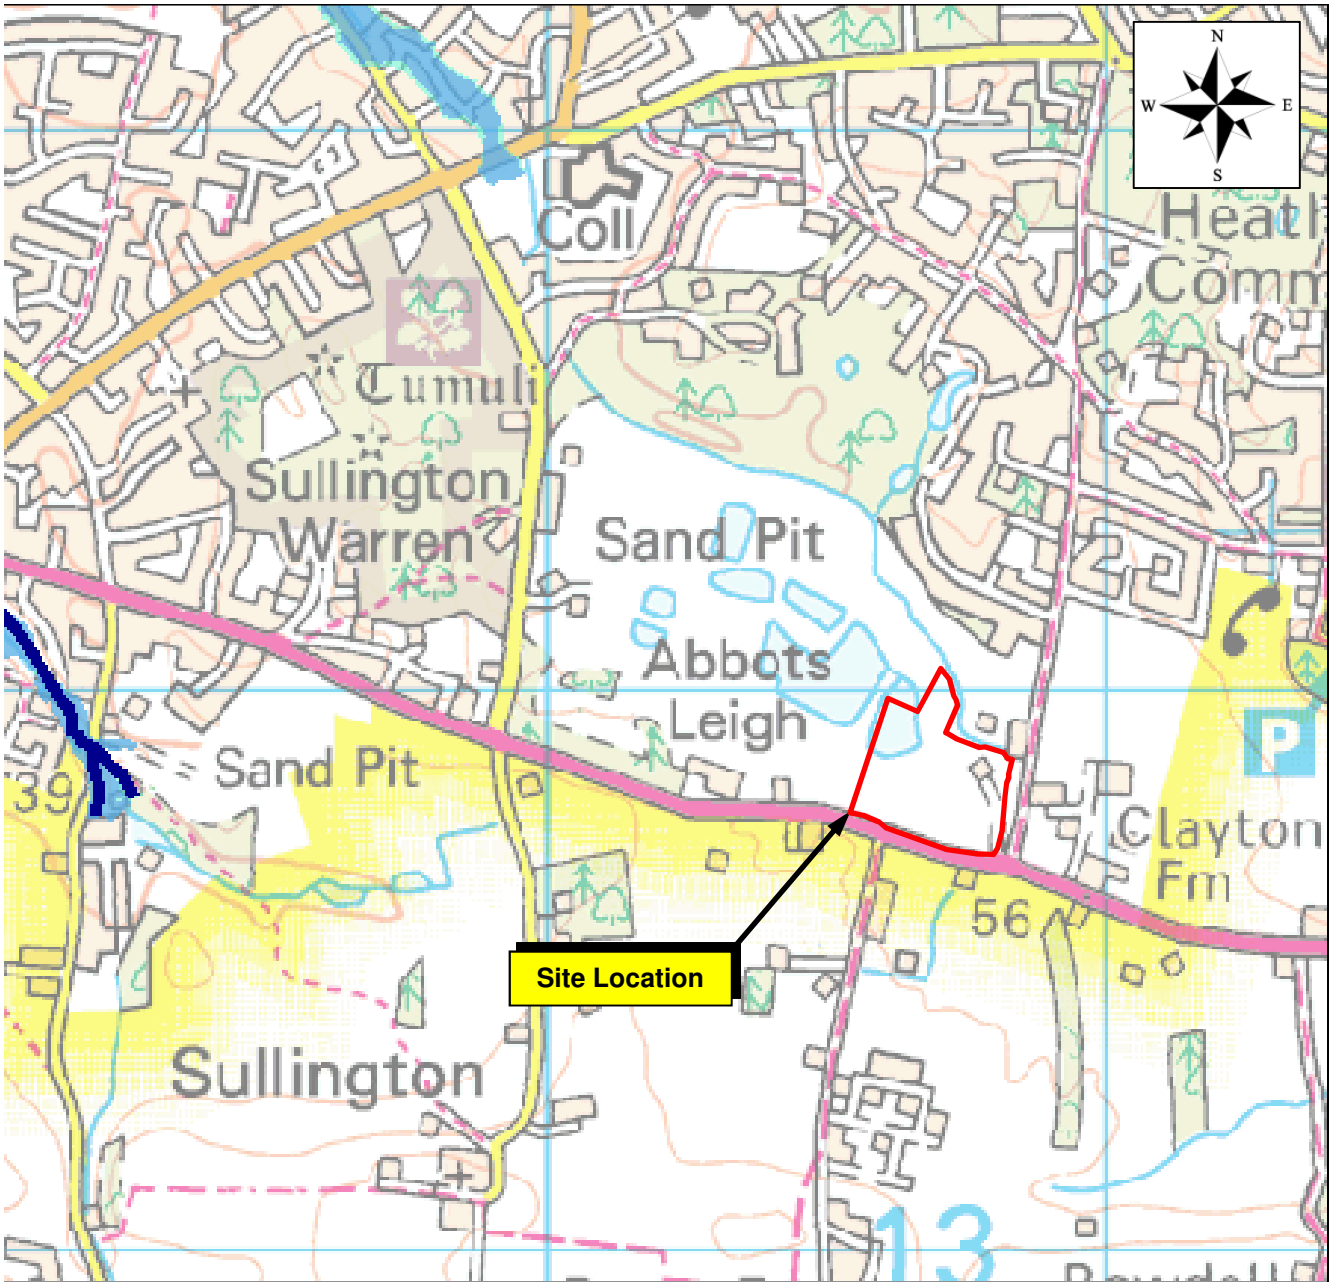 N
W E
S
Heath
Comm
Coll
Tumuli
Sullington
Warren
Sand Pit
Abbots
Leigh
P
Sand Pit
39
Clayton
Fm
56
Site Location
Sullington
13